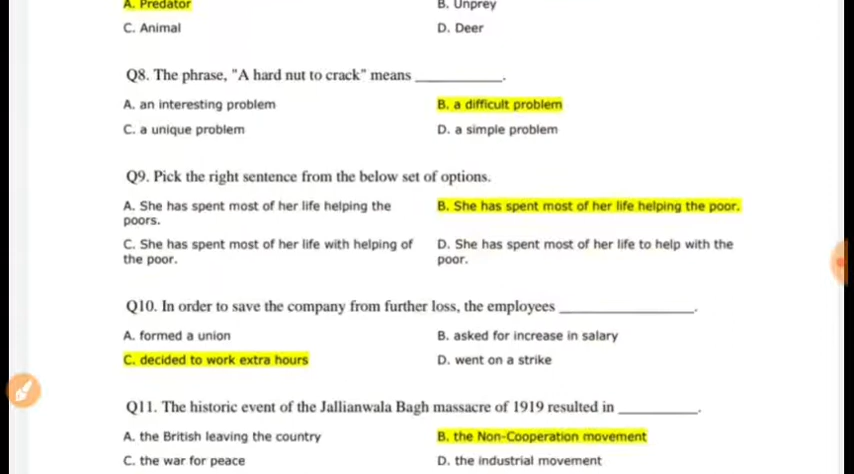 A. Predator B. Unprey
C. Animal D. Deer
Q8. The phrase, "A hard nut to crack" means __________.
A. an interesting problem B. a difficult problem
C. a unique problem D. a simple problem
Q9. Pick the right sentence from the below set of options.
A. She has spent most of her life helping the B. She has spent most of her life helping the poor.
poors.
C. She has spent most of her life with helping of D. She has spent most of her life to help with the
the poor. poor.
Q10. In order to save the company from further loss, the employees ________________.
A. formed a union B. asked for increase in salary
C. decided to work extra hours D. went on a strike
Q11. The historic event of the Jallianwala Bagh massacre of 1919 resulted in _________.
A. the British leaving the country B. the Non-Cooperation movement
C. the war for peace D. the industrial movement